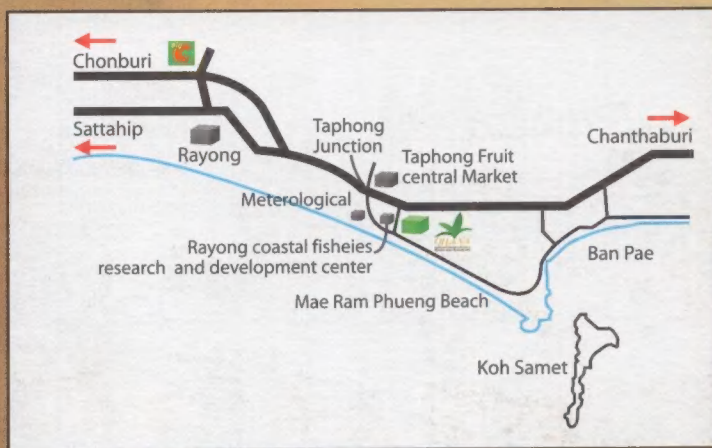 Chonburi
Sattahip
Rayong
Taphong
Junction
Taphong Fruit
central Market
Chanthaburi
Meterological
Rayong coastal fisheies
research and development center
Mae Ram Phueng Beach
Ban Pae
Koh Samet